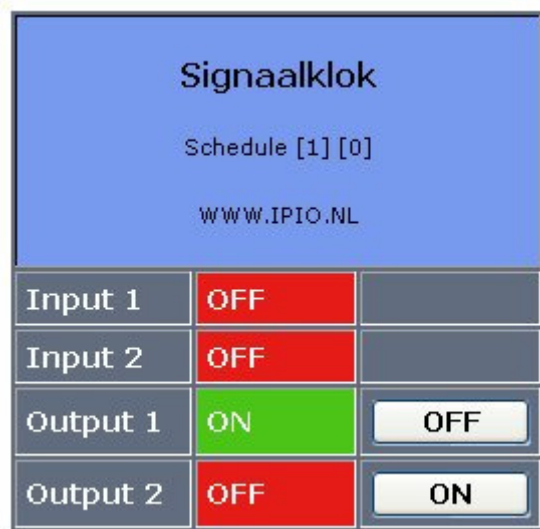 Signaalklok
Schedule [1] [0]
WWW.IPIO.NL
Input 1 OFF
Input 2 OFF
Output 1 ON OFF
Output 2 OFF ON